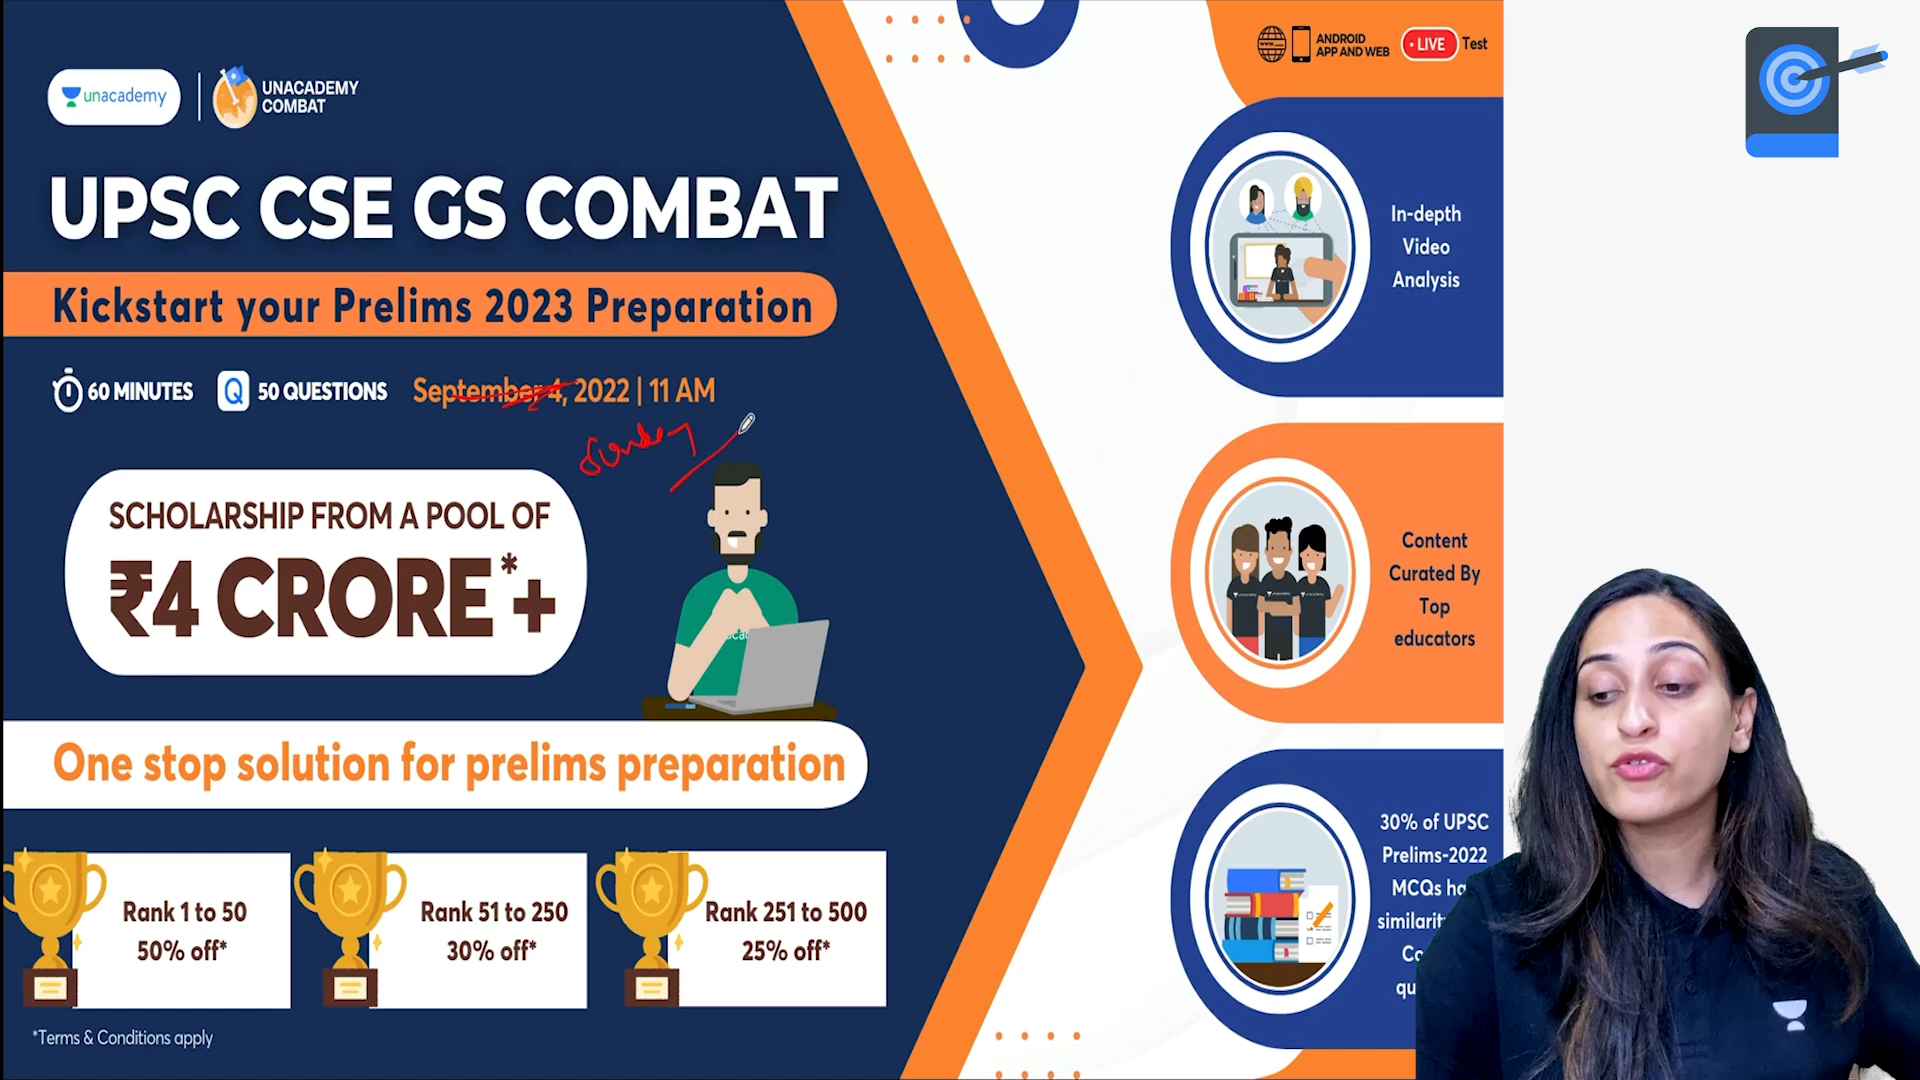 unacademy
UNACADEMY
COMBAT
UPSC CSE GS COMBAT
Kickstart your Prelims 2023 Preparation
60 MINUTES
Q
50 QUESTIONS
September 4, 2022 | 11 AM
Sunday
SCHOLARSHIP FROM A POOL OF
₹4 CRORE*+
One stop solution for prelims preparation
Rank 1 to 50
50% off*
Rank 51 to 250
30% off*
Rank 251 to 500
25% off*
*Terms & Conditions apply
ANDROID
APP AND WEB
• LIVE Test
In-depth
Video
Analysis
Content
Curated By
Top
educators
30% of UPSC
Prelims-2022
MCQs